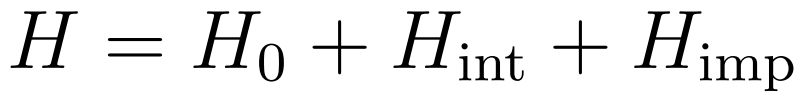 H = H_0 + H_int + H_imp